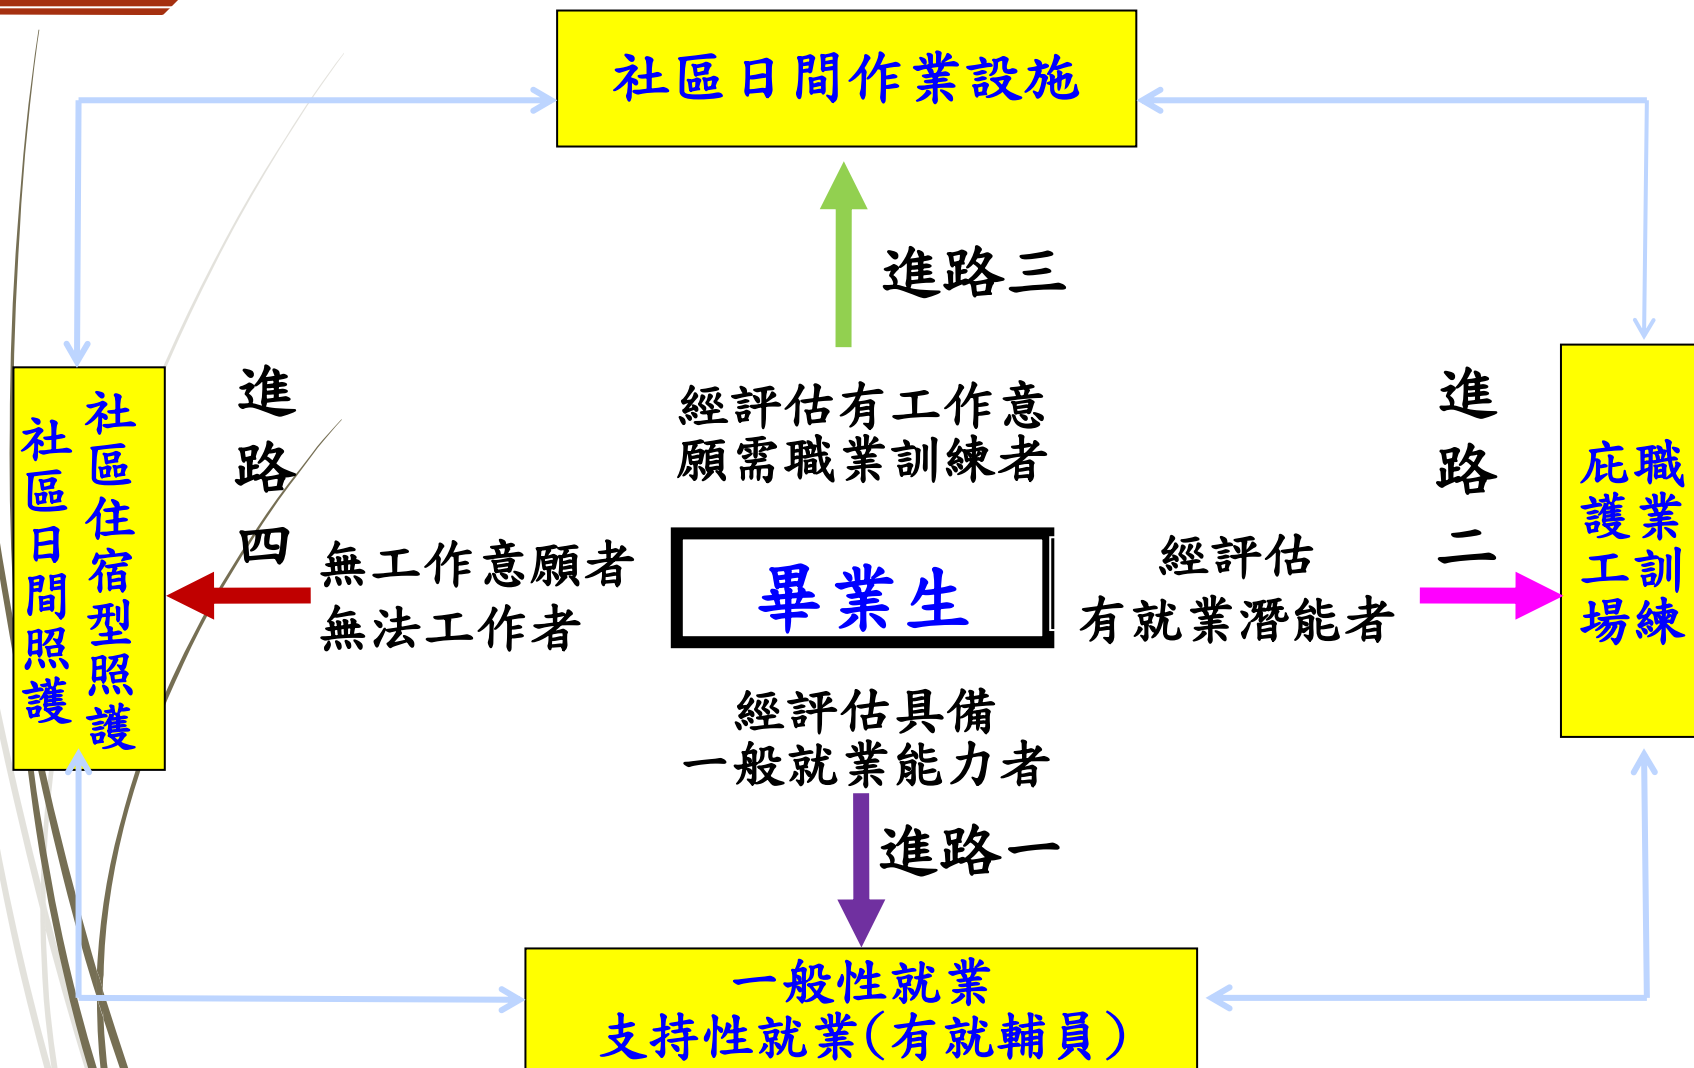 社區日間作業設施
進路三
經評估有工作意
願需職業訓練者
進路四
社區住宿型照護
社區日間照護
無工作意願者
無法工作者
畢業生
經評估
有就業潛能者
進路二
職業訓練
庇護工場
經評估具備
一般就業能力者
進路一
一般性就業
支持性就業(有就輔員)